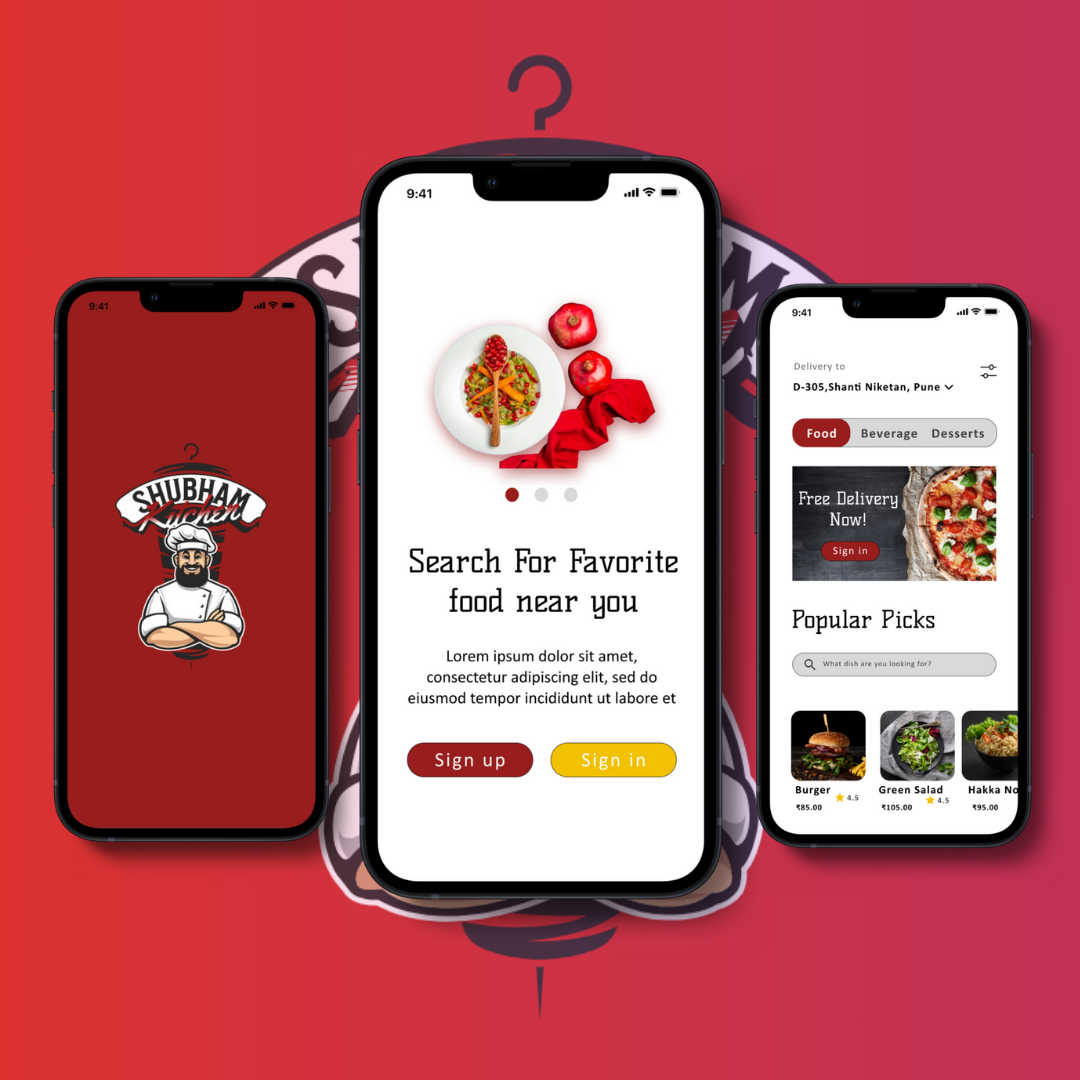 9:41
SHUBHAM
Kitchen
9:41
Search For Favorite
food near you
Lorem ipsum dolor sit amet,
consectetur adipiscing elit, sed do
eiusmod tempor incididunt ut labore et
Sign up
Sign in
9:41
Delivery to
D-305,Shanti Niketan, Pune
Food
Beverage
Desserts
Free Delivery
Now!
Sign in
Popular Picks
What dish are you looking for?
Burger
4.5
₹85.00
Green Salad
4.5
₹105.00
Hakka No
₹95.00